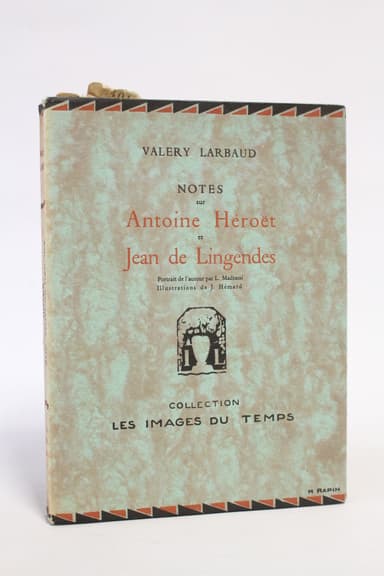 VALERY LARBAUD
NOTES
sur
Antoine Héroët
et
Jean de Lingendes
Portrait de l'auteur par L. Madrassi
Illustrations de J. Hémard
L
COLLECTION
LES IMAGES DU TEMPS
H RAPIN